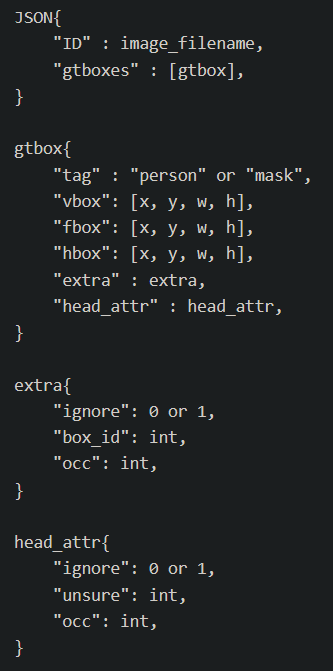 JSON{
    "ID" : image_filename,
    "gtboxes" : [gtbox],
}

gtbox{
    "tag" : "person" or "mask",
    "vbox": [x, y, w, h],
    "fbox": [x, y, w, h],
    "hbox": [x, y, w, h],
    "extra" : extra,
    "head_attr" : head_attr,
}

extra{
    "ignore": 0 or 1,
    "box_id": int,
    "occ": int,
}

head_attr{
    "ignore": 0 or 1,
    "unsure": int,
    "occ": int,
}